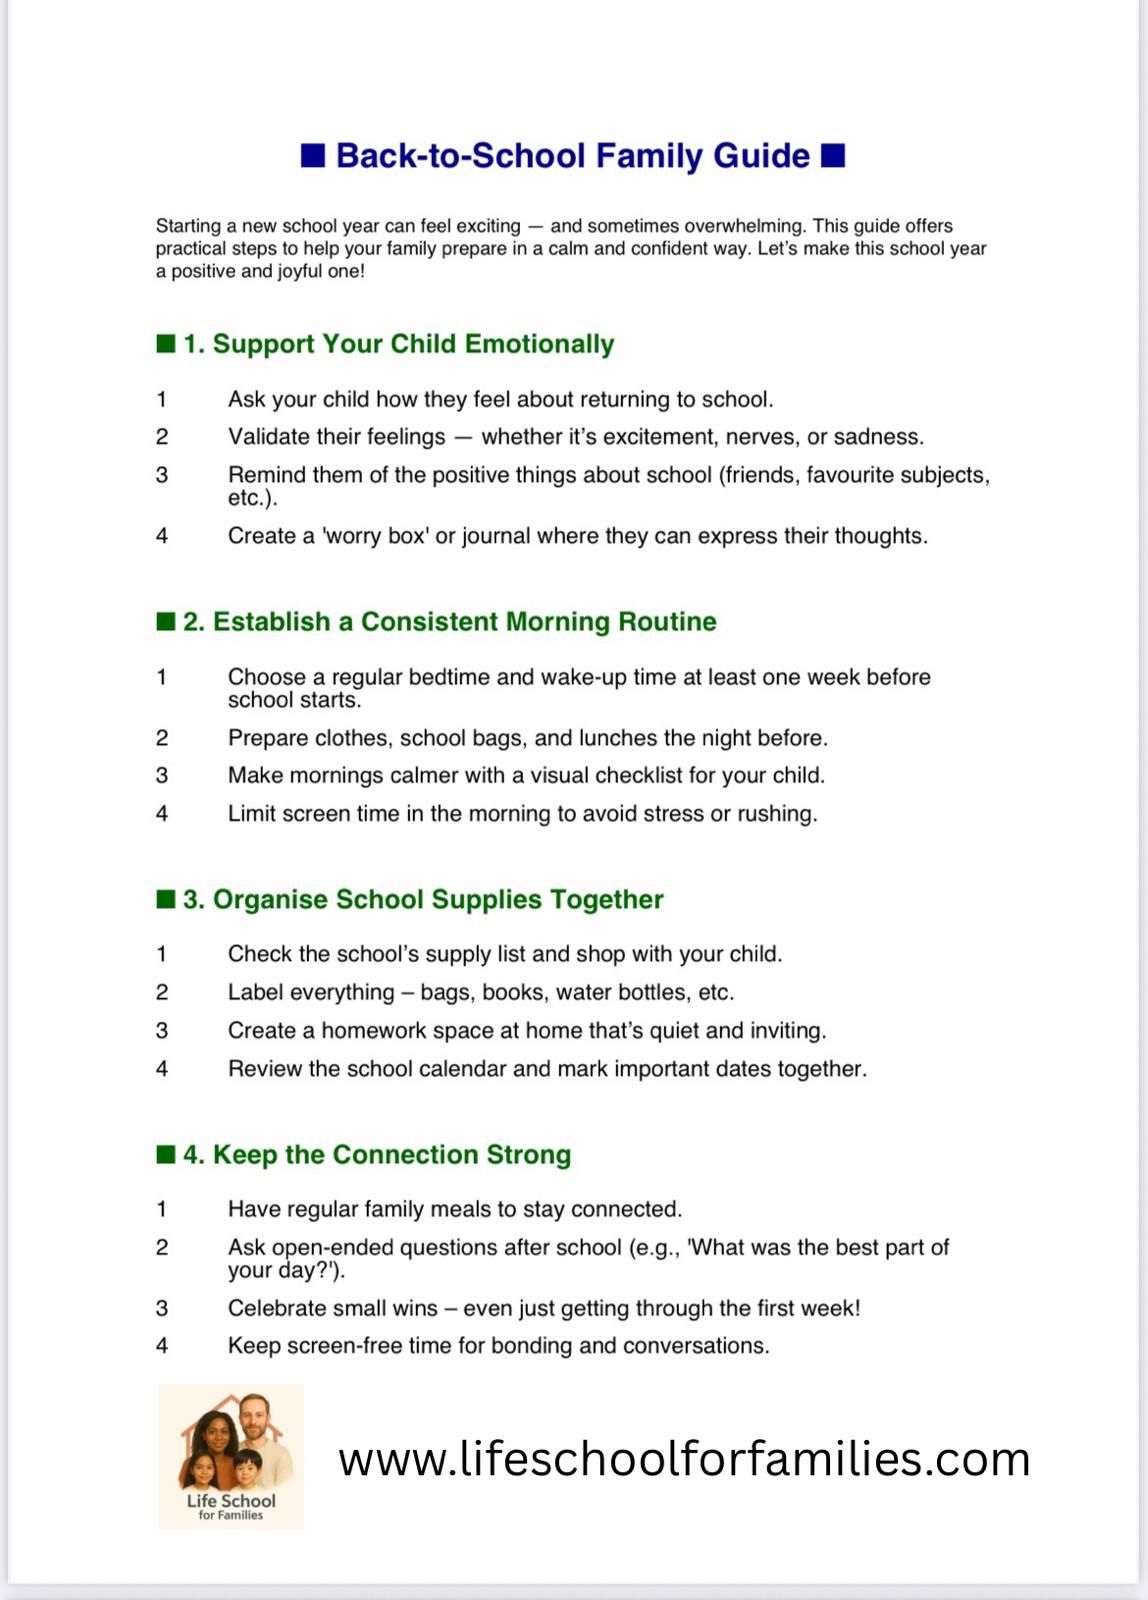 ■ Back-to-School Family Guide ■
Starting a new school year can feel exciting — and sometimes overwhelming. This guide offers
practical steps to help your family prepare in a calm and confident way. Let’s make this school year
a positive and joyful one!
■ 1. Support Your Child Emotionally
1 Ask your child how they feel about returning to school.
2 Validate their feelings — whether it’s excitement, nerves, or sadness.
3 Remind them of the positive things about school (friends, favourite subjects,
etc.).
4 Create a 'worry box' or journal where they can express their thoughts.
■ 2. Establish a Consistent Morning Routine
1 Choose a regular bedtime and wake-up time at least one week before
school starts.
2 Prepare clothes, school bags, and lunches the night before.
3 Make mornings calmer with a visual checklist for your child.
4 Limit screen time in the morning to avoid stress or rushing.
■ 3. Organise School Supplies Together
1 Check the school’s supply list and shop with your child.
2 Label everything – bags, books, water bottles, etc.
3 Create a homework space at home that’s quiet and inviting.
4 Review the school calendar and mark important dates together.
■ 4. Keep the Connection Strong
1 Have regular family meals to stay connected.
2 Ask open-ended questions after school (e.g., 'What was the best part of
your day?').
3 Celebrate small wins – even just getting through the first week!
4 Keep screen-free time for bonding and conversations.
Life School
for Families
www.lifeschoolforfamilies.com